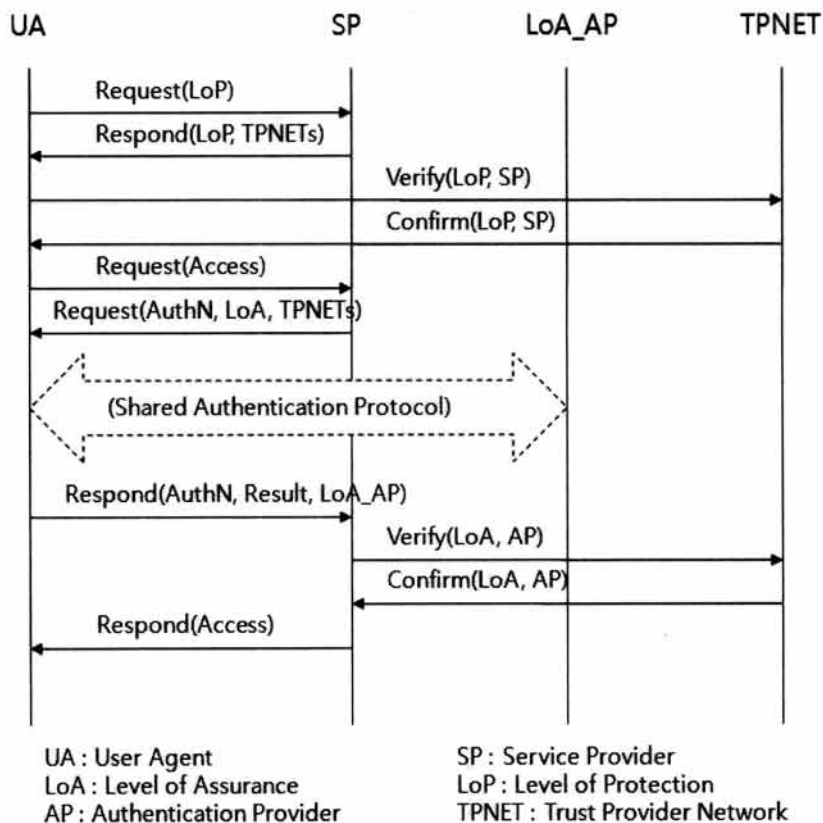 UA SP LoA_AP TPNET
Request(LoP)
Respond(LoP, TPNETs)
Verify(LoP, SP)
Confirm(LoP, SP)
Request(Access)
Request(AuthN, LoA, TPNETs)
(Shared Authentication Protocol)
Respond(AuthN, Result, LoA_AP)
Verify(LoA, AP)
Confirm(LoA, AP)
Respond(Access)
UA : User Agent SP : Service Provider
LoA : Level of Assurance LoP : Level of Protection
AP : Authentication Provider TPNET : Trust Provider Network